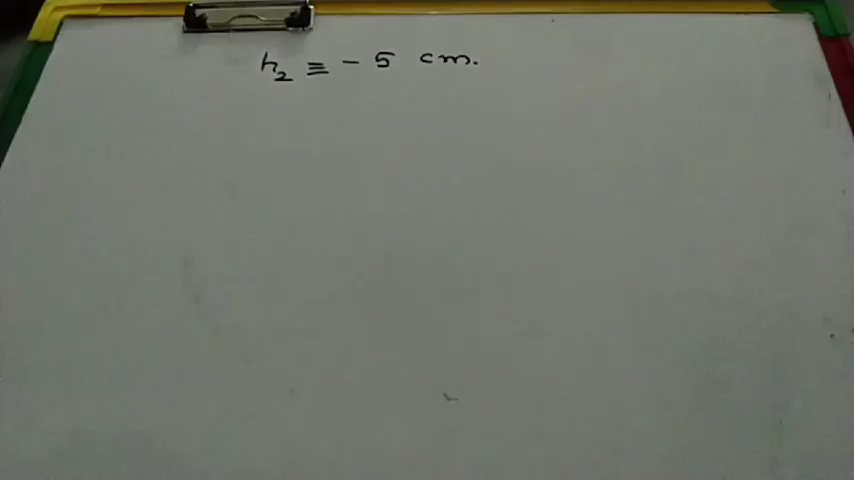 h₂ = - 5 cm.